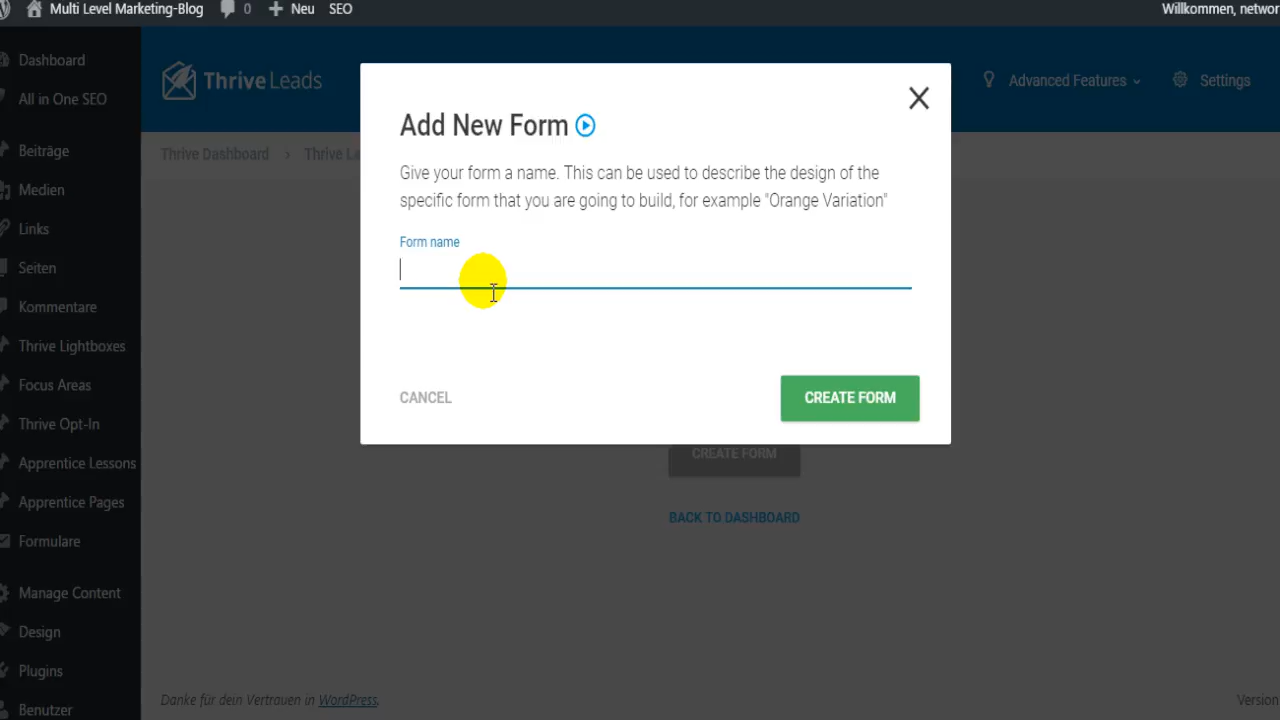 Multi Level Marketing-Blog 0 Neu SEO Willkommen, networ
Dashboard
All in One SEO
Beiträge
Medien
Links
Seiten
Kommentare
Thrive Lightboxes
Focus Areas
Thrive Opt-In
Apprentice Lessons
Apprentice Pages
Formulare
Manage Content
Design
Plugins
Benutzer
Thrive Leads
Advanced Features
Settings
Thrive Dashboard › Thrive Le
Add New Form
Give your form a name. This can be used to describe the design of the
specific form that you are going to build, for example "Orange Variation"
Form name
CANCEL CREATE FORM
CREATE FORM
BACK TO DASHBOARD
Danke für dein Vertrauen in WordPress.
Version